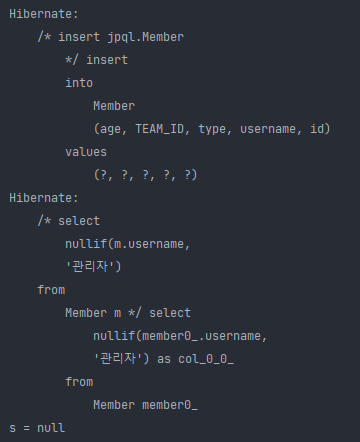 Hibernate:
/* insert jpql.Member
*/ insert
into
Member
(age, TEAM_ID, type, username, id)
values
(?, ?, ?, ?, ?)
Hibernate:
/* select
nullif(m.username,
'관리자')
from
Member m */ select
nullif(member0_.username,
'관리자') as col_0_0_
from
Member member0_
s = null